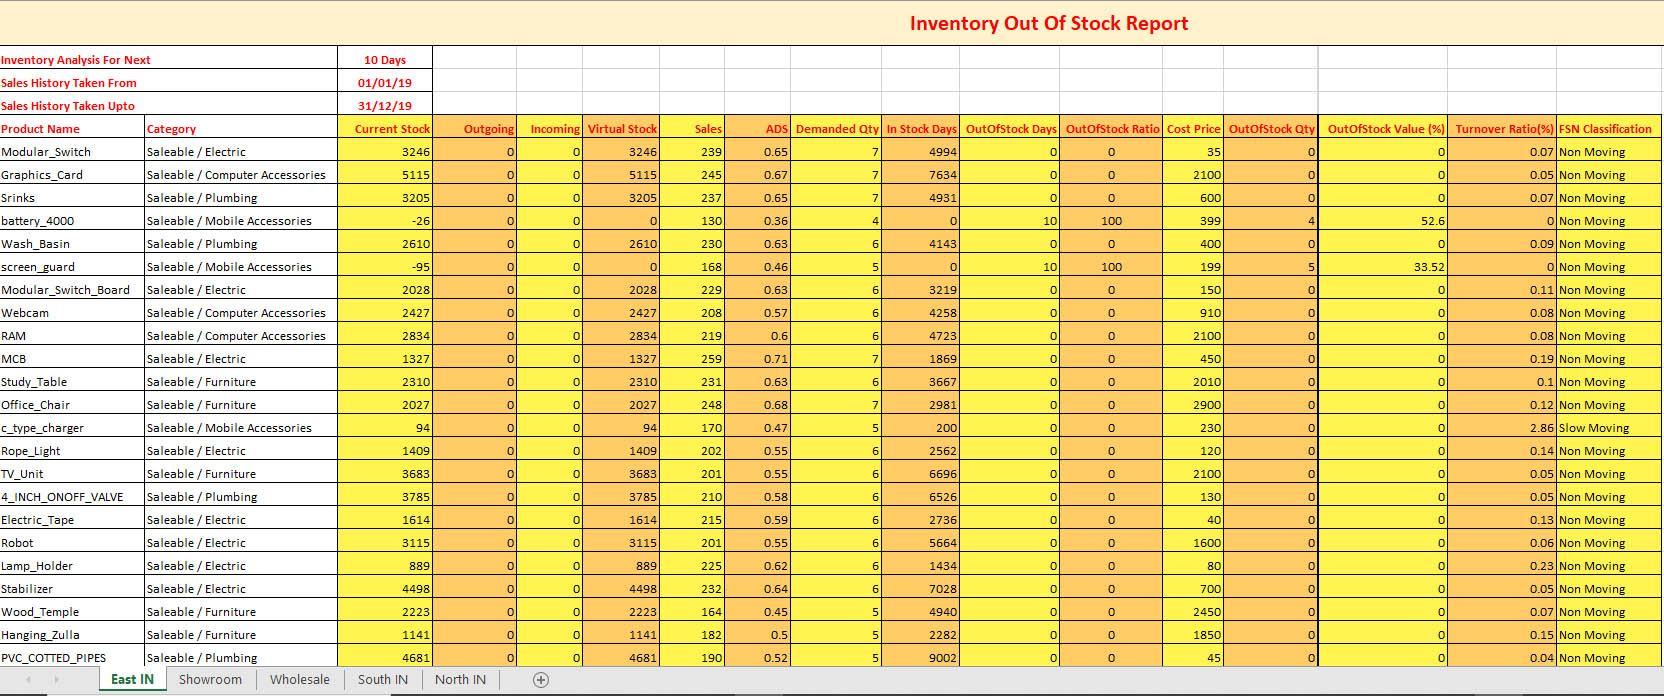 Inventory Out Of Stock Report
Inventory Analysis For Next 10 Days
Sales History Taken From 01/01/19
Sales History Taken Upto 31/12/19
Product Name Category Current Stock Outgoing Incoming Virtual Stock Sales ADS Demanded Qty In Stock Days OutOfStock Days OutOfStock Ratio Cost Price OutOfStock Qty OutOfStock Value (%) Turnover Ratio(%) FSN Classification
Modular_Switch Saleable / Electric 3246 0 0 3246 239 0.65 7 4994 0 0 35 0 0 0.07 Non Moving
Graphics_Card Saleable / Computer Accessories 5115 0 0 5115 245 0.67 7 7634 0 0 2100 0 0 0.05 Non Moving
Srinks Saleable / Plumbing 3205 0 0 3205 237 0.65 7 4931 0 0 600 0 0 0.07 Non Moving
battery_4000 Saleable / Mobile Accessories -26 0 0 0 130 0.36 4 0 10 100 399 4 52.6 0 Non Moving
Wash_Basin Saleable / Plumbing 2610 0 0 2610 230 0.63 6 4143 0 0 400 0 0 0.09 Non Moving
screen_guard Saleable / Mobile Accessories -95 0 0 0 168 0.46 5 0 10 100 199 5 33.52 0 Non Moving
Modular_Switch_Board Saleable / Electric 2028 0 0 2028 229 0.63 6 3219 0 0 150 0 0 0.11 Non Moving
Webcam Saleable / Computer Accessories 2427 0 0 2427 208 0.57 6 4258 0 0 910 0 0 0.08 Non Moving
RAM Saleable / Computer Accessories 2834 0 0 2834 219 0.6 6 4723 0 0 2100 0 0 0.08 Non Moving
MCB Saleable / Electric 1327 0 0 1327 259 0.71 7 1869 0 0 450 0 0 0.19 Non Moving
Study_Table Saleable / Furniture 2310 0 0 2310 231 0.63 6 3667 0 0 2010 0 0 0.1 Non Moving
Office_Chair Saleable / Furniture 2027 0 0 2027 248 0.68 7 2981 0 0 2900 0 0 0.12 Non Moving
c_type_charger Saleable / Mobile Accessories 94 0 0 94 170 0.47 5 200 0 0 230 0 0 2.86 Slow Moving
Rope_Light Saleable / Electric 1409 0 0 1409 202 0.55 6 2562 0 0 120 0 0 0.14 Non Moving
TV_Unit Saleable / Furniture 3683 0 0 3683 201 0.55 6 6696 0 0 2100 0 0 0.05 Non Moving
4_INCH_ONOFF_VALVE Saleable / Plumbing 3785 0 0 3785 210 0.58 6 6526 0 0 130 0 0 0.05 Non Moving
Electric_Tape Saleable / Electric 1614 0 0 1614 215 0.59 6 2736 0 0 40 0 0 0.13 Non Moving
Robot Saleable / Electric 3115 0 0 3115 201 0.55 6 5664 0 0 1600 0 0 0.06 Non Moving
Lamp_Holder Saleable / Electric 889 0 0 889 225 0.62 6 1434 0 0 80 0 0 0.23 Non Moving
Stabilizer Saleable / Electric 4498 0 0 4498 232 0.64 6 7028 0 0 700 0 0 0.05 Non Moving
Wood_Temple Saleable / Furniture 2223 0 0 2223 164 0.45 5 4940 0 0 2450 0 0 0.07 Non Moving
Hanging_Zulla Saleable / Furniture 1141 0 0 1141 182 0.5 5 2282 0 0 1850 0 0 0.15 Non Moving
PVC_COTTED_PIPES Saleable / Plumbing 4681 0 0 4681 190 0.52 5 9002 0 0 45 0 0 0.04 Non Moving
East IN Showroom Wholesale South IN North IN